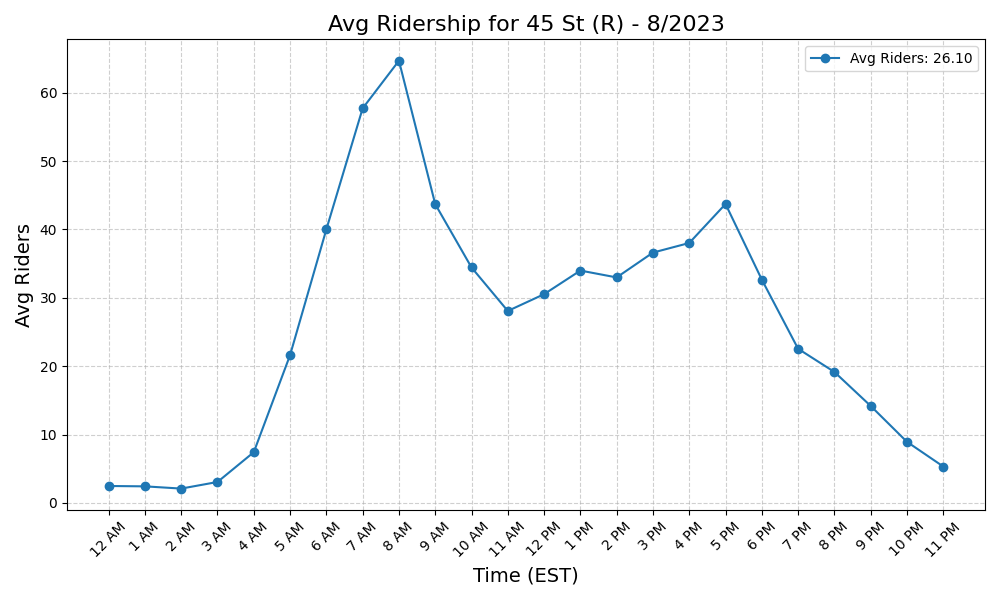 Avg Ridership for 45 St (R) - 8/2023
Avg Riders: 26.10
Avg Riders
60
50
40
30
20
10
0
12 AM
1 AM
2 AM
3 AM
4 AM
5 AM
6 AM
7 AM
8 AM
9 AM
10 AM
11 AM
12 PM
1 PM
2 PM
3 PM
4 PM
5 PM
6 PM
7 PM
8 PM
9 PM
10 PM
11 PM
Time (EST)